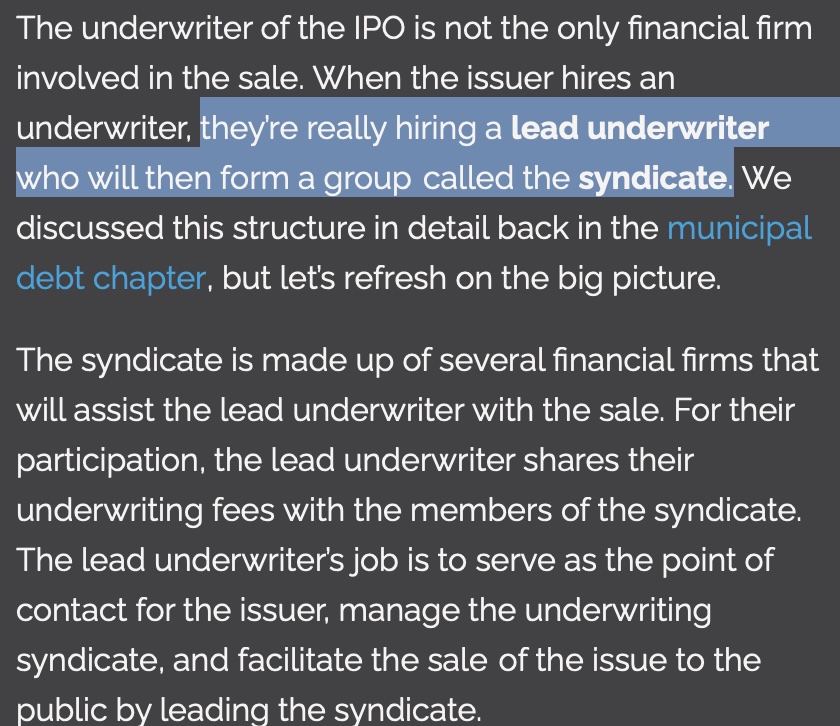 The underwriter of the IPO is not the only financial firm
involved in the sale. When the issuer hires an
underwriter, they're really hiring a lead underwriter
who will then form a group called the syndicate. We
discussed this structure in detail back in the municipal
debt chapter, but let's refresh on the big picture.
The syndicate is made up of several financial firms that
will assist the lead underwriter with the sale. For their
participation, the lead underwriter shares their
underwriting fees with the members of the syndicate.
The lead underwriter's job is to serve as the point of
contact for the issuer, manage the underwriting
syndicate, and facilitate the sale of the issue to the
public by leading the syndicate.